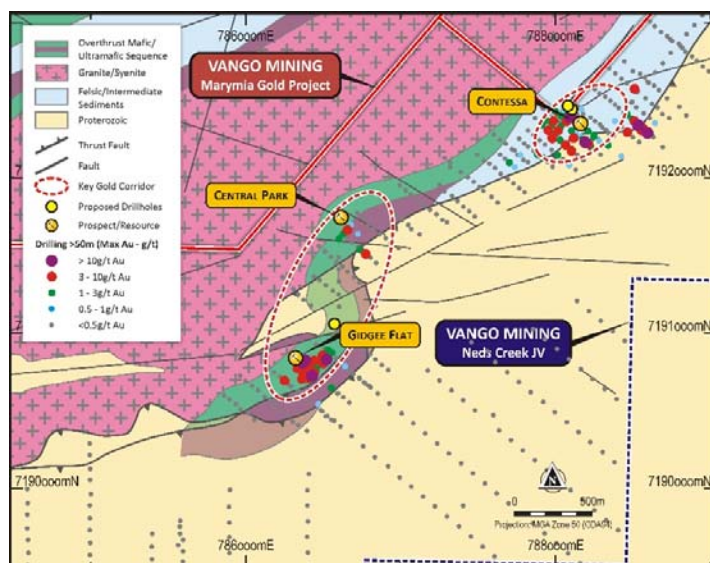 786000mE
788000mE
Overthrust Mafic/
Ultramafic Sequence
Granite/Syenite
Felsic/Intermediate
Sediments
Proterozoic
Thrust Fault
Fault
Key Gold Corridor
Proposed Drillholes
Prospect/Resource
Drilling >50m (Max Au - g/t)
> 10g/t Au
3 - 10g/t Au
1 - 3g/t Au
0.5 - 1g/t Au
<0.5g/t Au
VANGO MINING
Marymia Gold Project
CONTESSA
7192000mN
CENTRAL PARK
7191000mN
VANGO MINING
Neds Creek JV
GIDGEE FLAT
7190000mN
7190000mN
N
0
500m
Projection: MGA Zone 50 (GDA94)
786000mE
788000mE